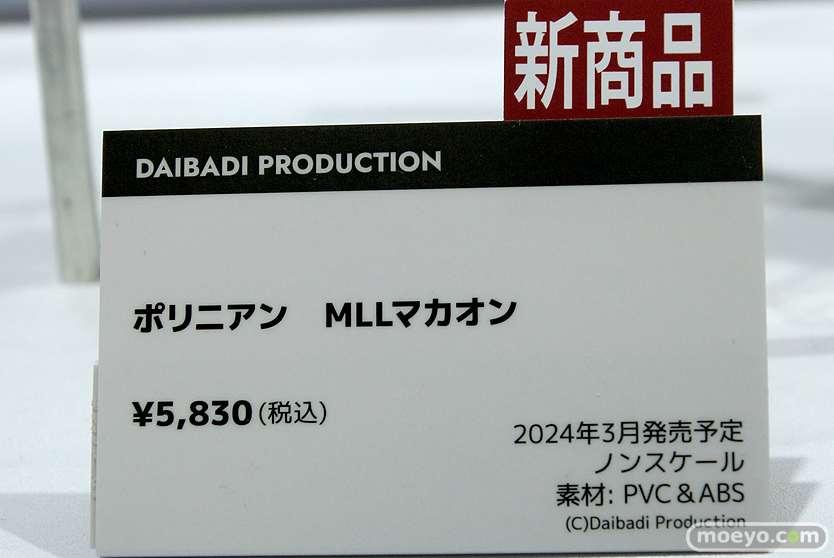 新商品
DAIBADI PRODUCTION
ポリニアン　MLLマカオン
¥5,830(税込)
2024年3月発売予定
ノンスケール
素材: PVC＆ABS
(C)Daibadi Production
moeyo.com